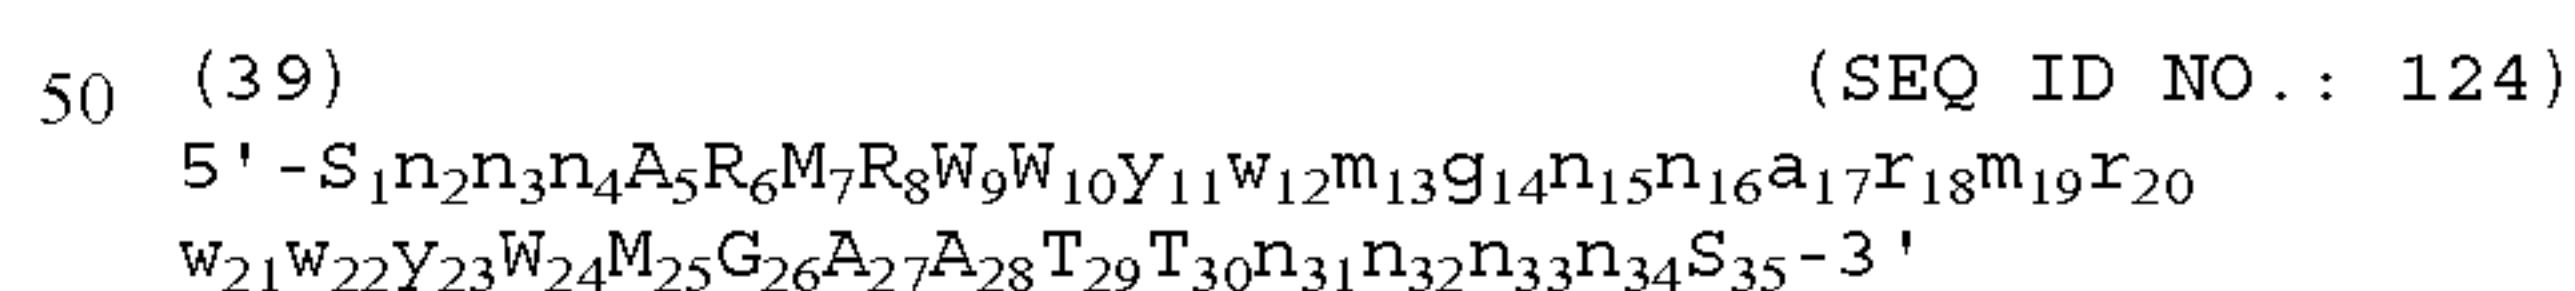 50 (39) (SEQ ID NO.: 124)
5'-S₁n₂n₃n₄A₅R₆M₇R₈W₉W₁₀y₁₁w₁₂m₁₃g₁₄n₁₅n₁₆a₁₇r₁₈m₁₉r₂₀
w₂₁w₂₂y₂₃W₂₄M₂₅G₂₆A₂₇A₂₈T₂₉T₃₀n₃₁n₃₂n₃₃n₃₄S₃₅-3'